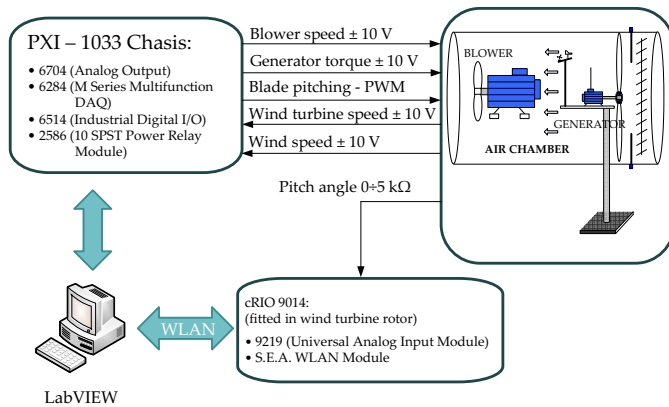 PXI – 1033 Chasis:
• 6704 (Analog Output)
• 6284 (M Series Multifunction
DAQ)
• 6514 (Industrial Digital I/O)
• 2586 (10 SPST Power Relay
Module)
Blower speed ± 10 V
Generator torque ± 10 V
Blade pitching - PWM
Wind turbine speed ± 10 V
Wind speed ± 10 V
BLOWER
GENERATOR
AIR CHAMBER
Pitch angle 0÷5 kΩ
cRIO 9014:
(fitted in wind turbine rotor)
• 9219 (Universal Analog Input Module)
• S.E.A. WLAN Module
WLAN
LabVIEW